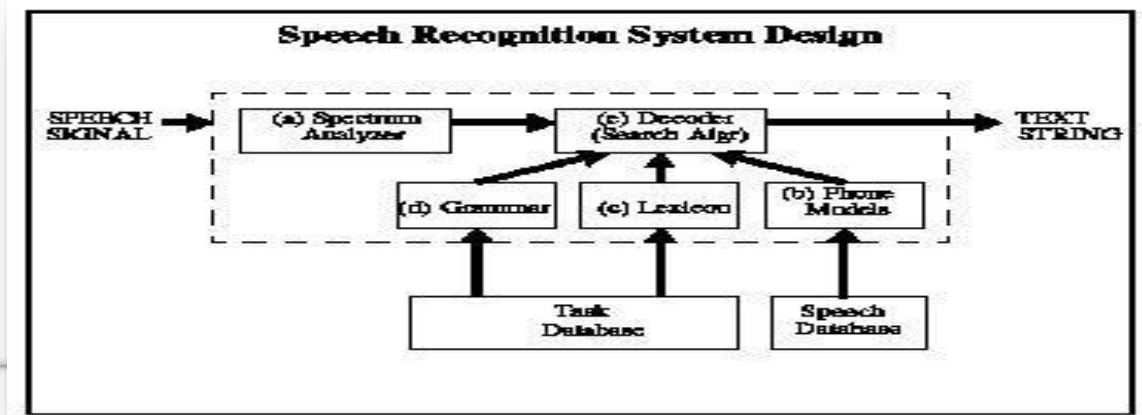 Speech Recognition System Design
SPEECH
SIGNAL
(a) Spectrum
Analyzer
(e) Decoder
(Search Algr)
TEXT
STRING
(d) Grammar
(c) Lexicon
(b) Phone
Models
Task
Database
Speech
Database